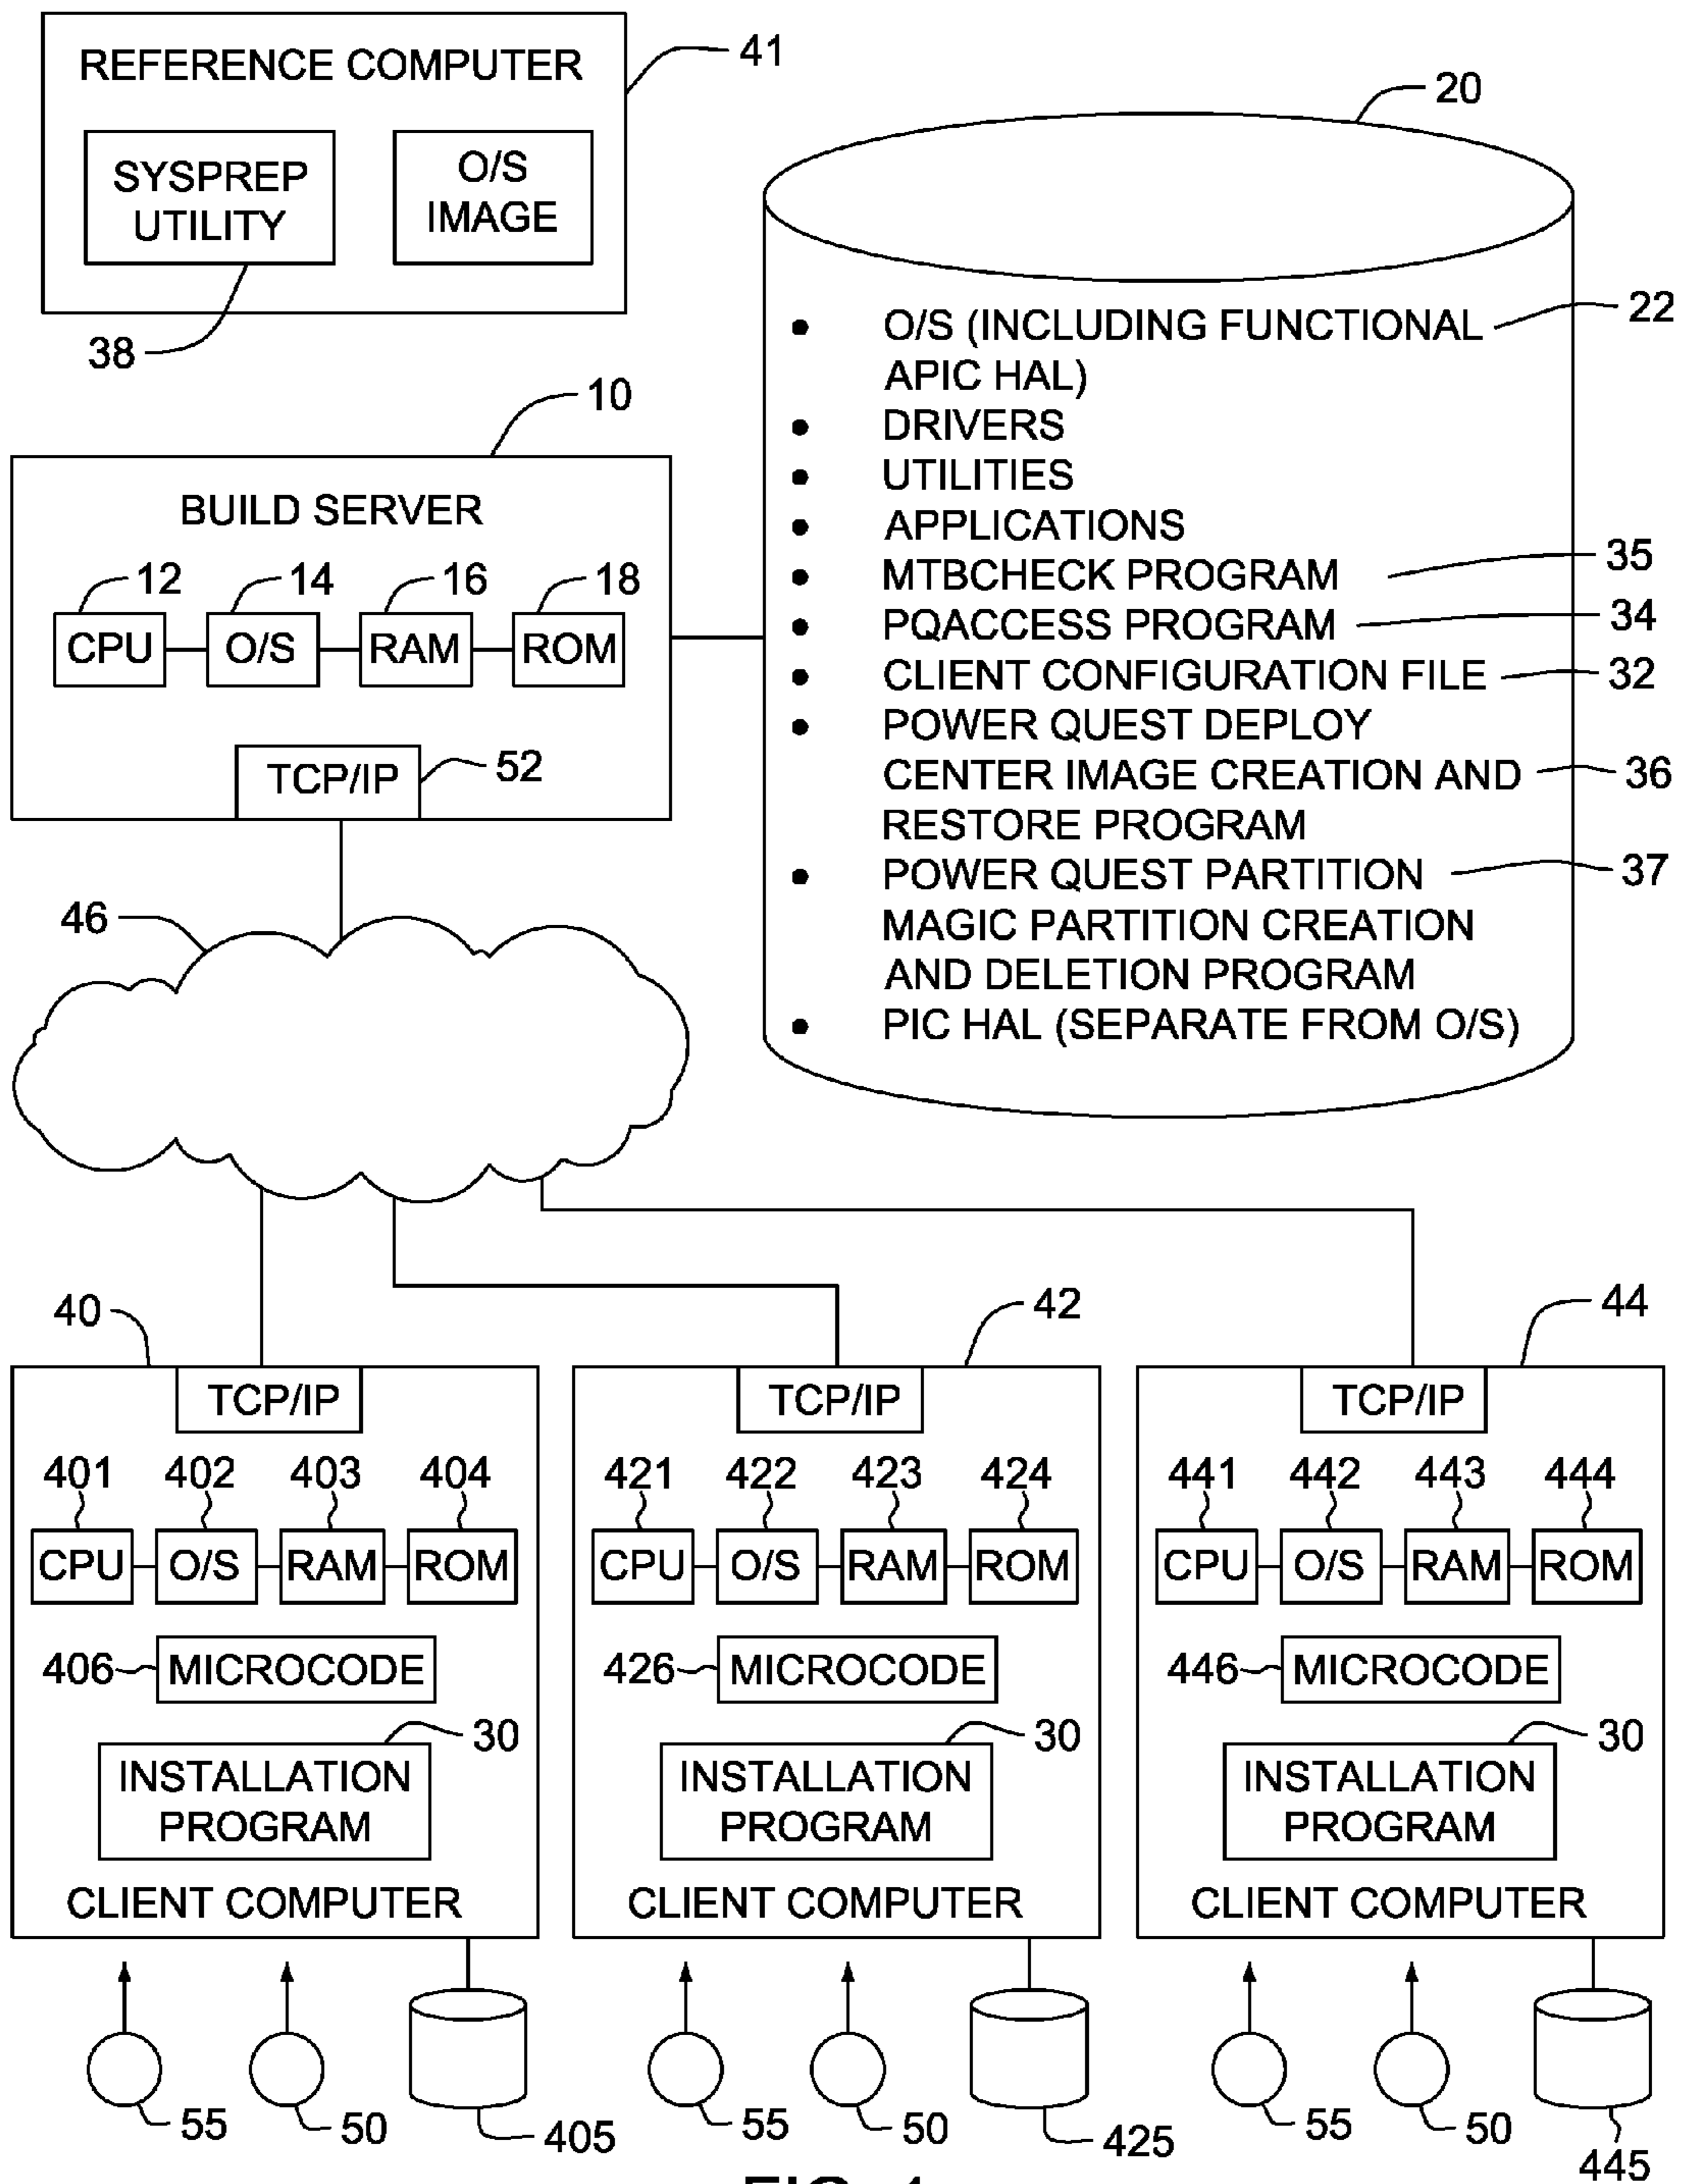 REFERENCE COMPUTER
41
SYSPREP
UTILITY
O/S
IMAGE
38
20
• O/S (INCLUDING FUNCTIONAL
22
APIC HAL)
• DRIVERS
• UTILITIES
• APPLICATIONS
• MTBCHECK PROGRAM
35
• PQACCESS PROGRAM
34
• CLIENT CONFIGURATION FILE
32
• POWER QUEST DEPLOY
CENTER IMAGE CREATION AND
36
RESTORE PROGRAM
• POWER QUEST PARTITION
37
MAGIC PARTITION CREATION
AND DELETION PROGRAM
• PIC HAL (SEPARATE FROM O/S)
10
BUILD SERVER
12 14 16 18
CPU O/S RAM ROM
TCP/IP
52
46
40
TCP/IP
401 402 403 404
CPU O/S RAM ROM
406 MICROCODE
30
INSTALLATION
PROGRAM
CLIENT COMPUTER
55 50 405
42
TCP/IP
421 422 423 424
CPU O/S RAM ROM
426 MICROCODE
30
INSTALLATION
PROGRAM
CLIENT COMPUTER
55 50 425
44
TCP/IP
441 442 443 444
CPU O/S RAM ROM
446 MICROCODE
30
INSTALLATION
PROGRAM
CLIENT COMPUTER
55 50 445